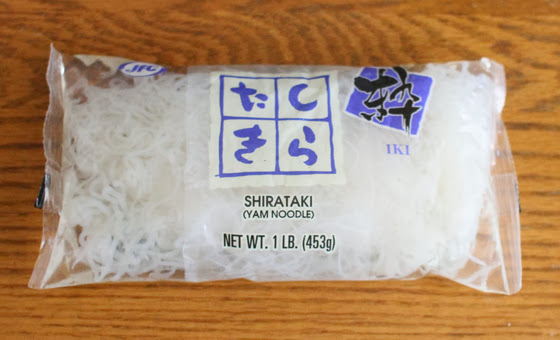 JFC
しら
たき
粋
IKI
SHIRATAKI
(YAM NOODLE)
NET WT. 1 LB. (453g)